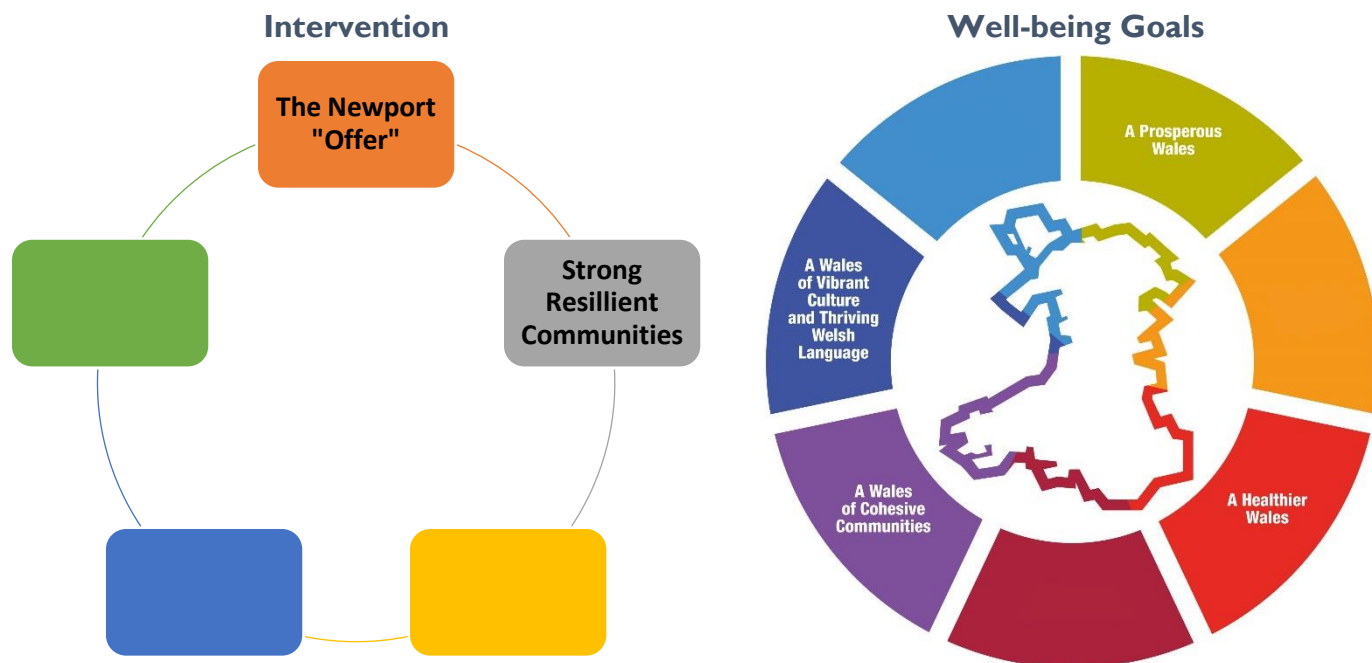 Intervention
The Newport
"Offer"
Strong
Resillient
Communities
Well-being Goals
A Prosperous
Wales
A Wales
of Vibrant
Culture
and Thriving
Welsh
Language
A Wales
of Cohesive
Communities
A Healthier
Wales